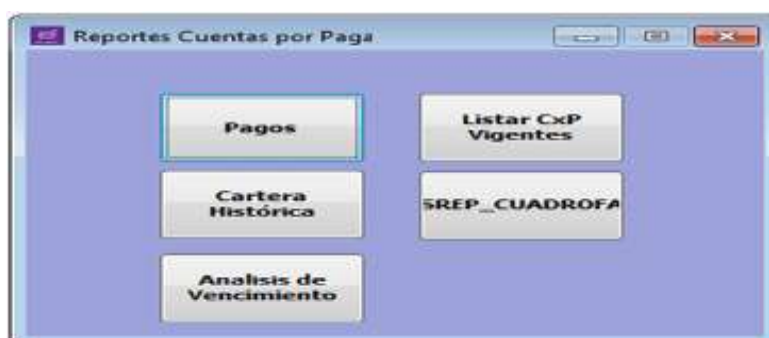 Reportes Cuentas por Paga
Pagos
Listar CxP
Vigentes
Cartera
Histórica
SREP_CUADROFA
Analisis de
Vencimiento